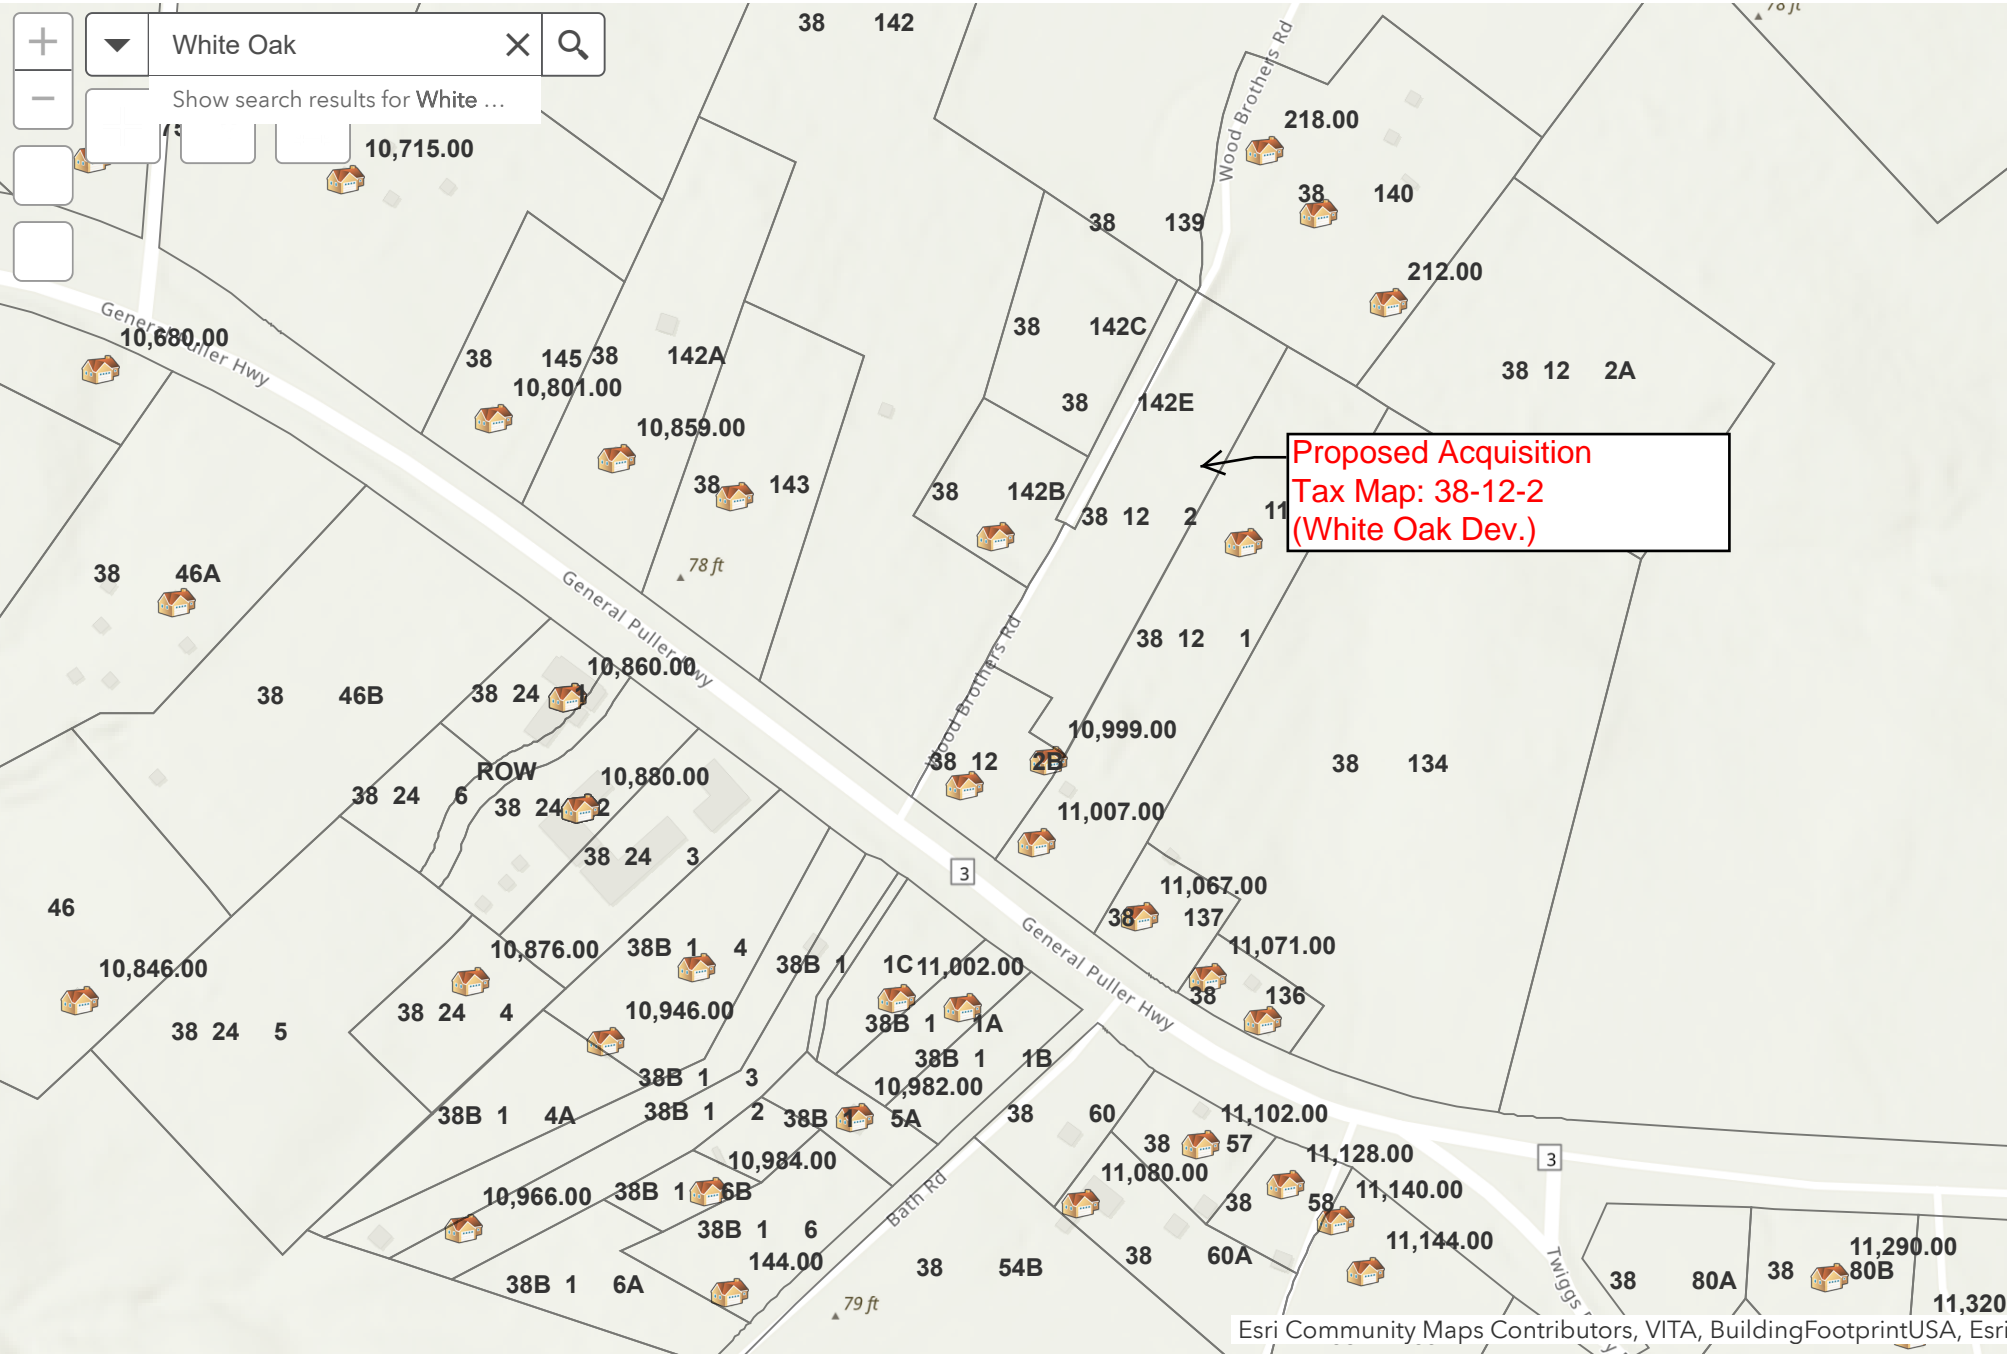 White Oak
Show search results for White …
38 142
78 ft
75
10,715.00
Wood Brothers Rd
218.00
38 140
38 139
212.00
General Puller Hwy
10,680.00
38 142C
38 145
38 142A
10,801.00
38 12 2A
38 142E
10,859.00
Proposed Acquisition
Tax Map: 38-12-2
(White Oak Dev.)
38 143
38 142B
38 12 2
11
78 ft
38 46A
General Puller Hwy
38 12 1
Wood Brothers Rd
10,860.00
38 46B
38 24 1
10,999.00
38 12 2B
38 134
ROW
10,880.00
38 24 6
38 24 2
11,007.00
38 24 3
3
11,067.00
38 137
46
General Puller Hwy
11,071.00
10,876.00
38B 1 4
38B 1 1C
11,002.00
10,846.00
38 136
38 24 4
10,946.00
38B 1 1A
38 24 5
38B 1 1B
38B 1 3
10,982.00
38B 1 4A
38B 1 2
38B 1 5A
38 60
11,102.00
38 57
10,984.00
11,128.00
3
11,080.00
10,966.00
38B 1 6B
Bath Rd
38 58
11,140.00
38B 1 6
11,144.00
144.00
38 54B
38 60A
11,290.00
38 80A
38 80B
38B 1 6A
79 ft
Twiggs
11,320
Esri Community Maps Contributors, VITA, BuildingFootprintUSA, Esri